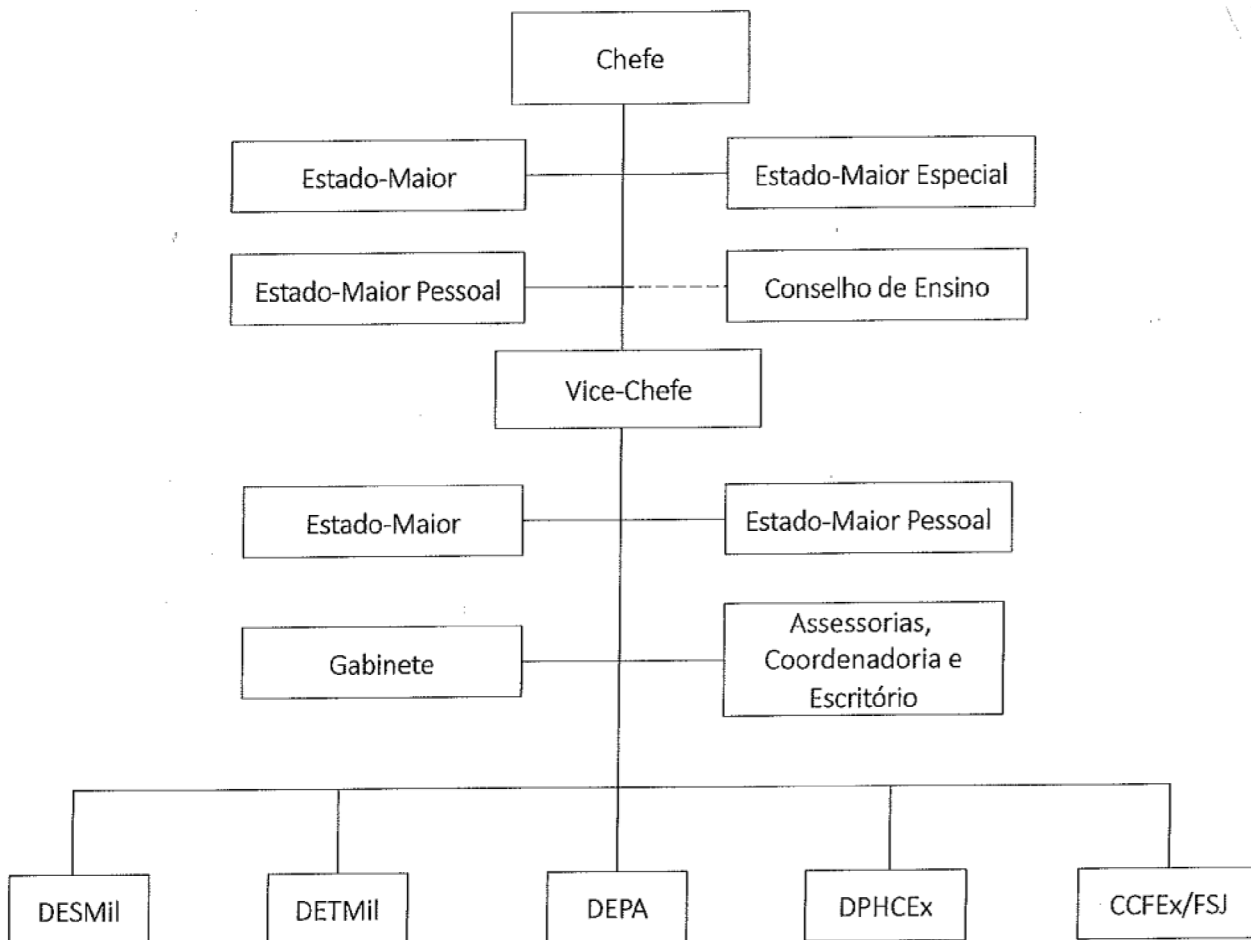 Chefe
Estado-Maior
Estado-Maior Especial
Estado-Maior Pessoal
Conselho de Ensino
Vice-Chefe
Estado-Maior
Estado-Maior Pessoal
Gabinete
Assessorias,
Coordenadoria e
Escritório
DESMil
DETMil
DEPA
DPHCEx
CCFEx/FSJ